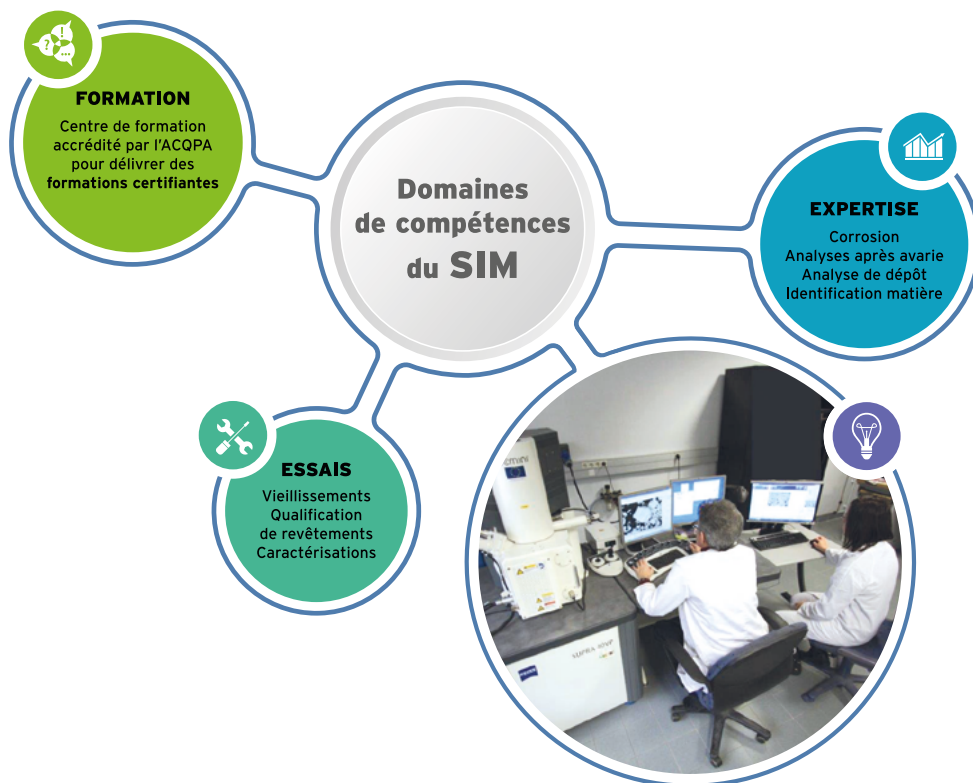 FORMATION
Centre de formation
accrédité par l'ACQPA
pour délivrer des
formations certifiantes
Domaines
de compétences
du SIM
EXPERTISE
Corrosion
Analyses après avarie
Analyse de dépôt
Identification matière
ESSAIS
Vieillissements
Qualification
de revêtements
Caractérisations